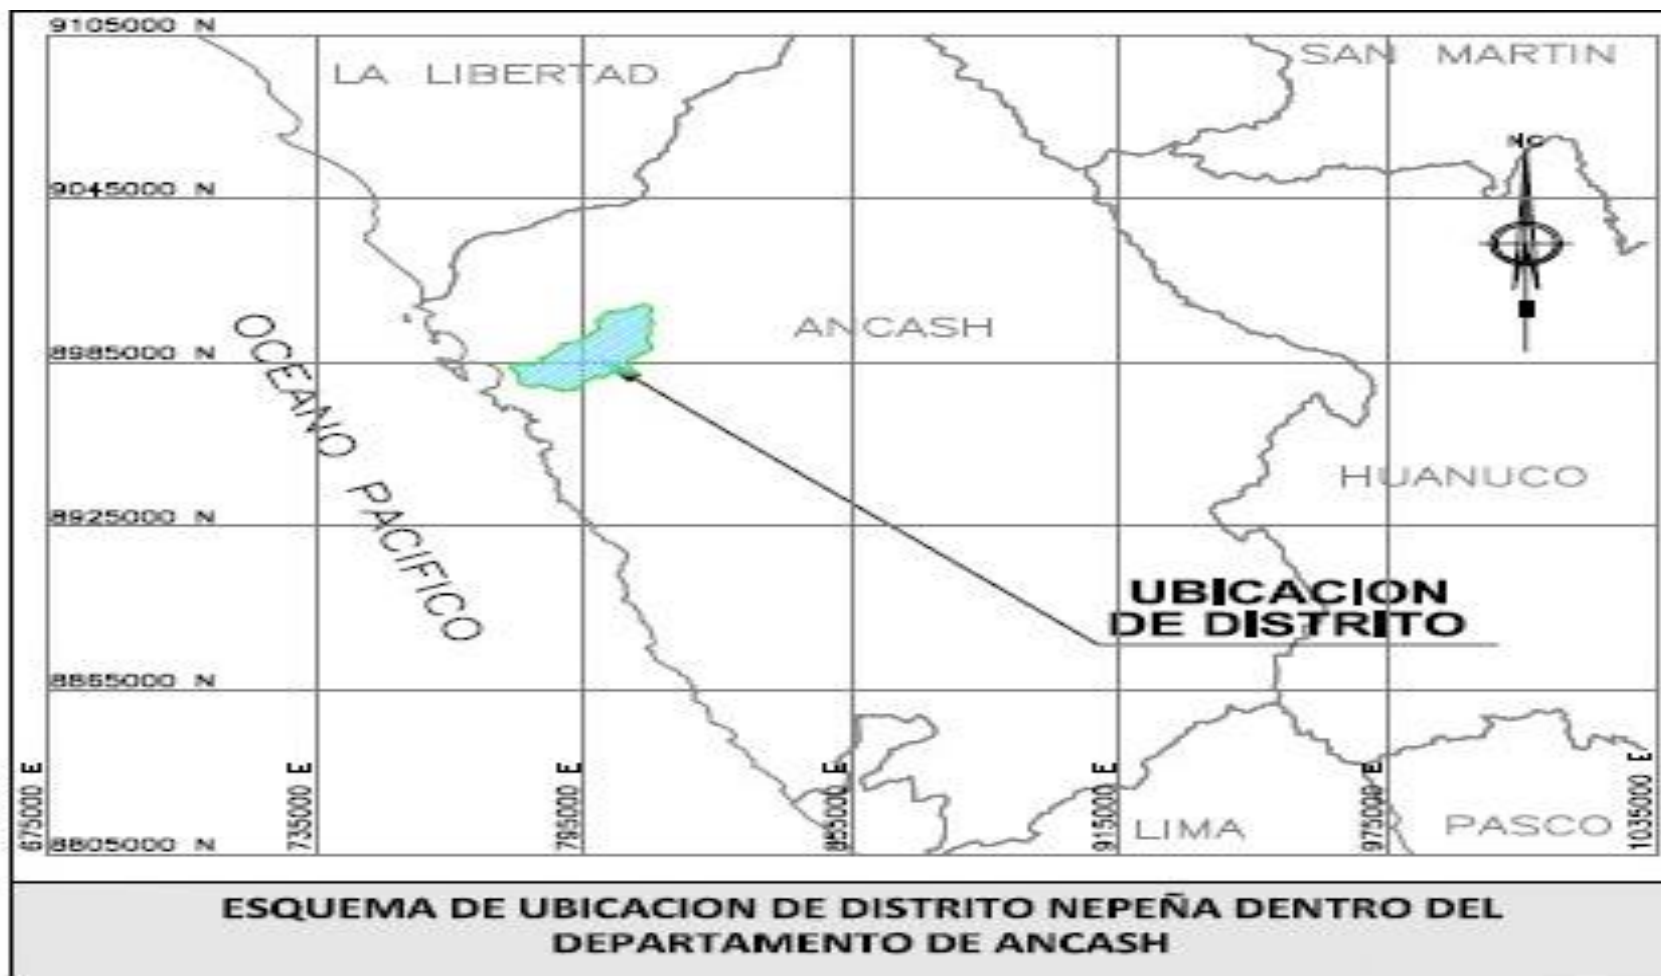 9105000 N
LA LIBERTAD
SAN MARTIN
9045000 N
ANCASH
8985000 N
OCEANO PACIFICO
HUANUCO
8925000 N
UBICACION
DE DISTRITO
8865000 N
675000 E
735000 E
795000 E
855000 E
915000 E
975000 E
1035000 E
LIMA
PASCO
8805000 N
ESQUEMA DE UBICACION DE DISTRITO NEPEÑA DENTRO DEL
DEPARTAMENTO DE ANCASH